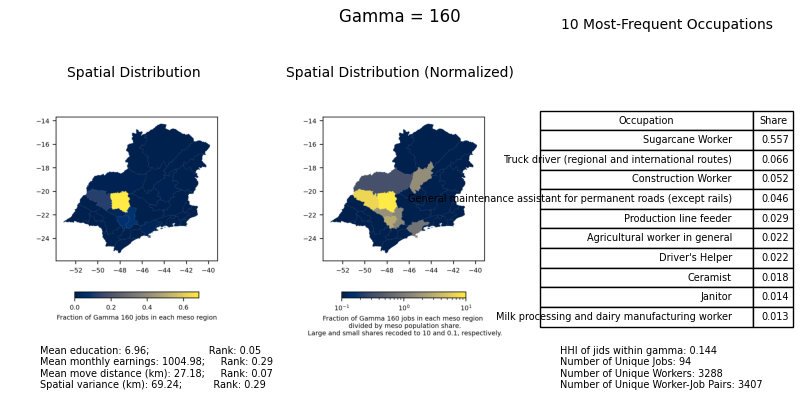 Gamma = 160
10 Most-Frequent Occupations
Spatial Distribution
Spatial Distribution (Normalized)
−14
−16
−18
−20
−22
−24
−52 −50 −48 −46 −44 −42 −40
0.0 0.2 0.4 0.6
Fraction of Gamma 160 jobs in each meso region
−14
−16
−18
−20
−22
−24
−52 −50 −48 −46 −44 −42 −40
10⁻¹ 10⁰ 10¹
Fraction of Gamma 160 jobs in each meso region
divided by meso population share.
Large and small shares recoded to 10 and 0.1, respectively.
Occupation Share
Sugarcane Worker 0.557
Truck driver (regional and international routes) 0.066
Construction Worker 0.052
General maintenance assistant for permanent roads (except rails) 0.046
Production line feeder 0.029
Agricultural worker in general 0.022
Driver's Helper 0.022
Ceramist 0.018
Janitor 0.014
Milk processing and dairy manufacturing worker 0.013
Mean education: 6.96; Rank: 0.05
Mean monthly earnings: 1004.98; Rank: 0.29
Mean move distance (km): 27.18; Rank: 0.07
Spatial variance (km): 69.24; Rank: 0.29
HHI of jids within gamma: 0.144
Number of Unique Jobs: 94
Number of Unique Workers: 3288
Number of Unique Worker-Job Pairs: 3407